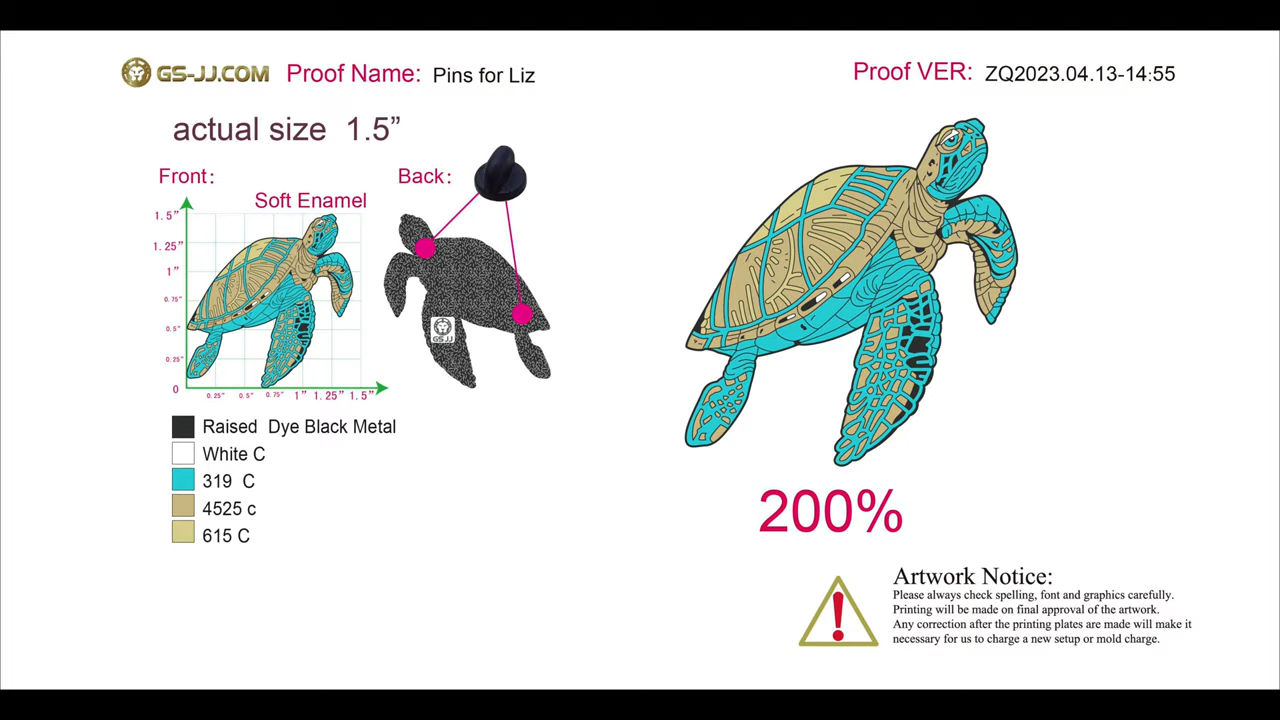 GS-JJ.COM Proof Name: Pins for Liz
Proof VER: ZQ2023.04.13-14:55
actual size 1.5”
Front:
Back:
Soft Enamel
1.5”
1.25”
1”
0.75”
0.5”
0.25”
0
0.25” 0.5” 0.75” 1” 1.25” 1.5”
GS-JJ
Raised Dye Black Metal
White C
319 C
4525 c
615 C
200%
Artwork Notice:
Please always check spelling, font and graphics carefully.
Printing will be made on final approval of the artwork.
Any correction after the printing plates are made will make it
necessary for us to charge a new setup or mold charge.